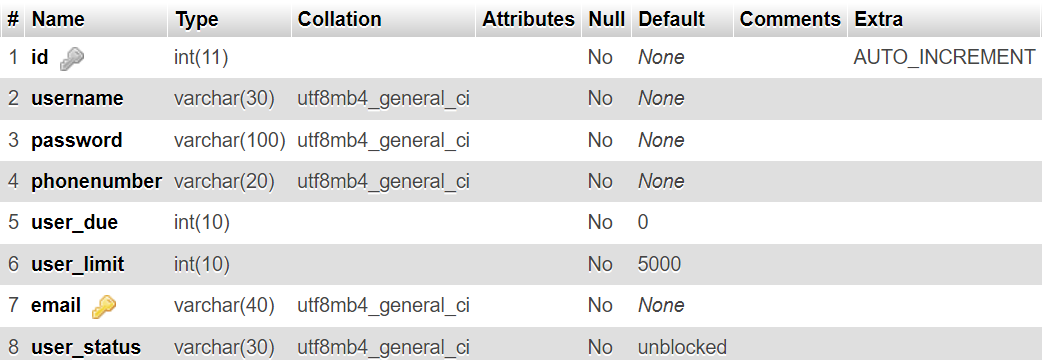 # Name Type Collation Attributes Null Default Comments Extra
1 id int(11) No None AUTO_INCREMENT
2 username varchar(30) utf8mb4_general_ci No None
3 password varchar(100) utf8mb4_general_ci No None
4 phonenumber varchar(20) utf8mb4_general_ci No None
5 user_due int(10) No 0
6 user_limit int(10) No 5000
7 email varchar(40) utf8mb4_general_ci No None
8 user_status varchar(30) utf8mb4_general_ci No unblocked